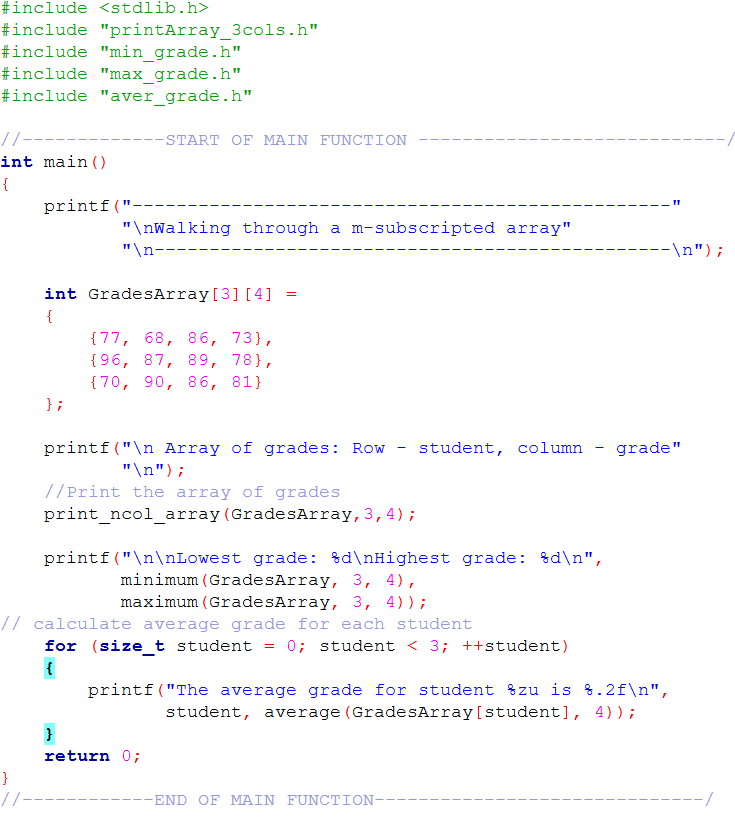 #include <stdlib.h>
#include "printArray_3cols.h"
#include "min_grade.h"
#include "max_grade.h"
#include "aver_grade.h"
//-------------START OF MAIN FUNCTION ----------------------------/
int main()
{
printf("-------------------------------------------------"
"\nWalking through a m-subscripted array"
"\n-----------------------------------------------\n");
int GradesArray[3][4] =
{
{77, 68, 86, 73},
{96, 87, 89, 78},
{70, 90, 86, 81}
};
printf("\n Array of grades: Row - student, column - grade"
"\n");
//Print the array of grades
print_ncol_array(GradesArray,3,4);
printf("\n\nLowest grade: %d\nHighest grade: %d\n",
minimum(GradesArray, 3, 4),
maximum(GradesArray, 3, 4));
// calculate average grade for each student
for (size_t student = 0; student < 3; ++student)
{
printf("The average grade for student %zu is %.2f\n",
student, average(GradesArray[student], 4));
}
return 0;
}
//------------END OF MAIN FUNCTION------------------------------/